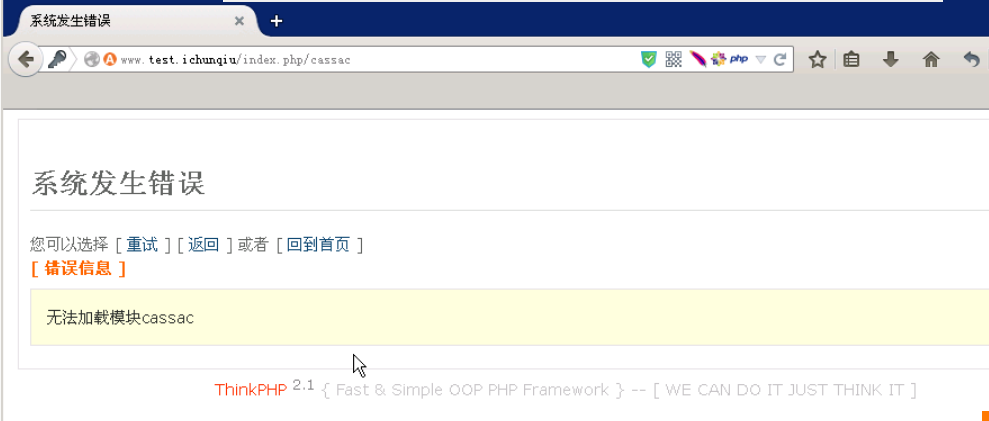 系统发生错误
www.test.ichunqiu/index.php/cassac
php
系统发生错误
您可以选择 [ 重试 ] [ 返回 ] 或者 [ 回到首页 ]
[ 错误信息 ]
无法加载模块cassac
ThinkPHP 2.1 { Fast & Simple OOP PHP Framework } -- [ WE CAN DO IT JUST THINK IT ]